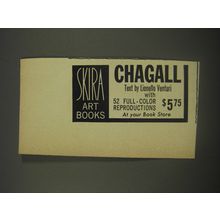 SKIRA
ART
BOOKS
CHAGALL
Text by Lionello Venturi
with
52 FULL-COLOR
REPRODUCTIONS
$5.75
At your Book Store